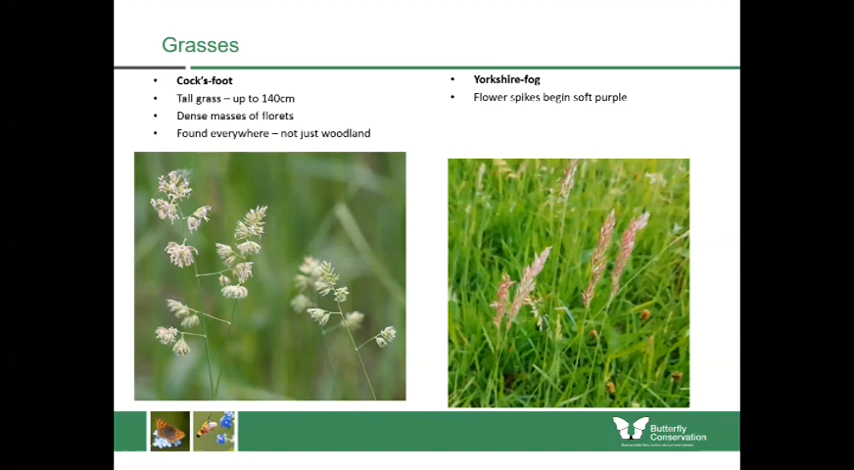 Grasses
Cock's-foot
Tall grass – up to 140cm
Dense masses of florets
Found everywhere – not just woodland
Yorkshire-fog
Flower spikes begin soft purple
Butterfly
Conservation